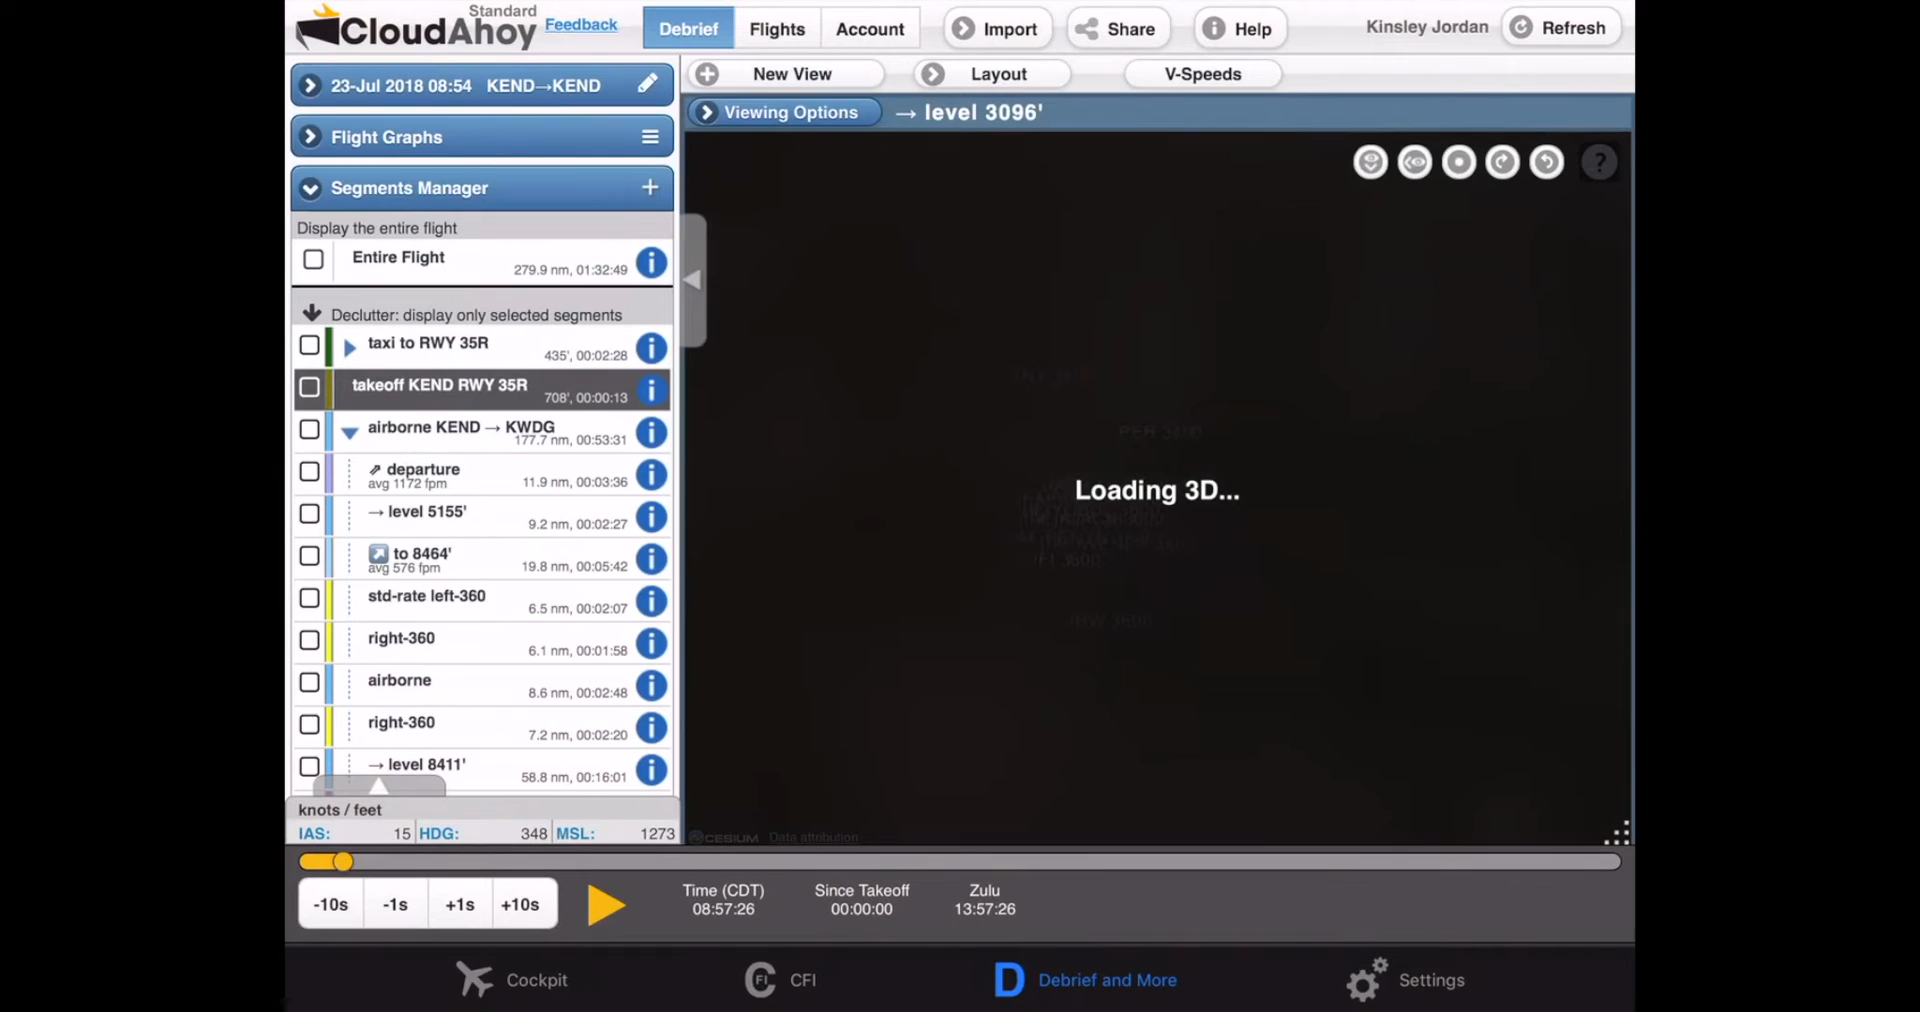 Standard
CloudAhoy
Feedback
Debrief
Flights
Account
Import
Share
Help
Kinsley Jordan
Refresh
23-Jul 2018 08:54 KEND→KEND
New View
Layout
V-Speeds
Viewing Options
→ level 3096'
Flight Graphs
Segments Manager
Display the entire flight
Entire Flight
279.9 nm, 01:32:49
Declutter: display only selected segments
taxi to RWY 35R
435', 00:02:28
takeoff KEND RWY 35R
708', 00:00:13
airborne KEND → KWDG
177.7 nm, 00:53:31
departure
avg 1172 fpm
11.9 nm, 00:03:36
→ level 5155'
9.2 nm, 00:02:27
to 8464'
avg 576 fpm
19.8 nm, 00:05:42
std-rate left-360
6.5 nm, 00:02:07
right-360
6.1 nm, 00:01:58
airborne
8.6 nm, 00:02:48
right-360
7.2 nm, 00:02:20
→ level 8411'
58.8 nm, 00:16:01
Loading 3D...
CESIUM Data attribution
knots / feet
IAS: 15 HDG: 348 MSL: 1273
-10s
-1s
+1s
+10s
Time (CDT)
08:57:26
Since Takeoff
00:00:00
Zulu
13:57:26
Cockpit
CFI
Debrief and More
Settings